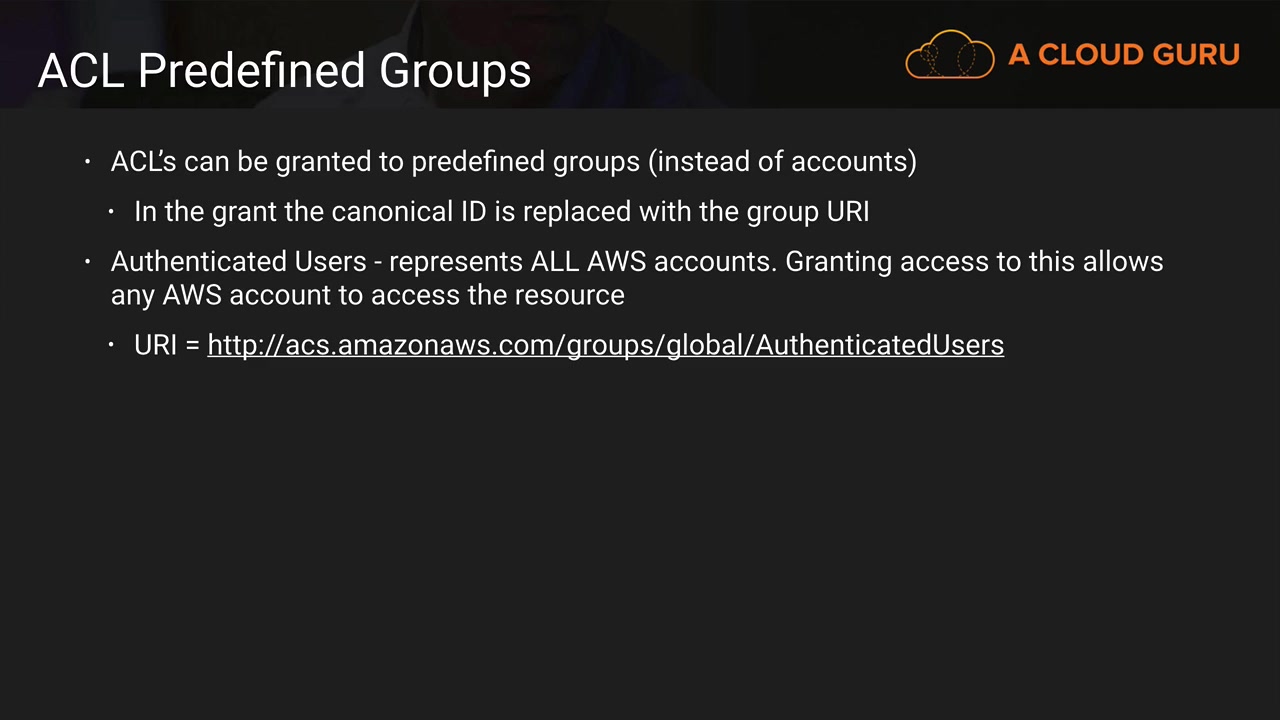 ACL Predefined Groups
A CLOUD GURU
• ACL's can be granted to predefined groups (instead of accounts)
• In the grant the canonical ID is replaced with the group URI
• Authenticated Users - represents ALL AWS accounts. Granting access to this allows
any AWS account to access the resource
• URI = http://acs.amazonaws.com/groups/global/AuthenticatedUsers